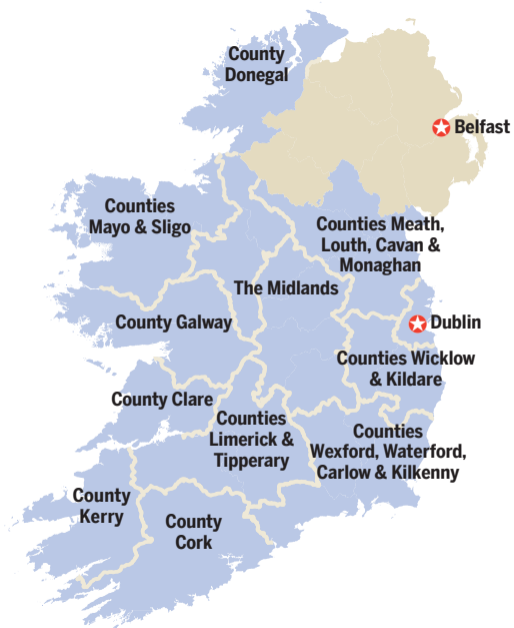 County
Donegal
Belfast
Counties
Mayo & Sligo
Counties Meath,
Louth, Cavan &
Monaghan
The Midlands
County Galway
Dublin
Counties Wicklow
& Kildare
County Clare
Counties
Limerick &
Tipperary
Counties
Wexford, Waterford,
Carlow & Kilkenny
County
Kerry
County
Cork